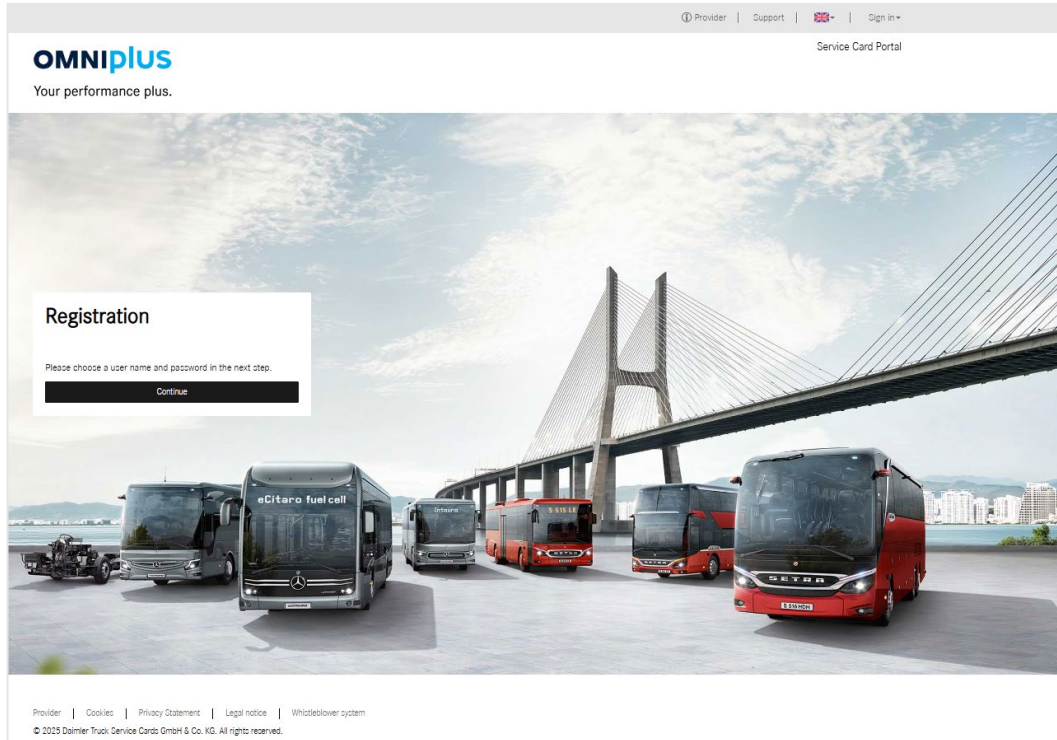 Provider | Support | Sign in
Service Card Portal
OMNIplus
Your performance plus.
Registration
Please choose a user name and password in the next step.
Continue
eCitaro fuel cell
Intouro
S 515 LE
SETRA
SETRA
SETRA
S 516 HDH
Provider | Cookies | Privacy Statement | Legal notice | Whistleblower system
© 2025 Daimler Truck Service Cards GmbH & Co. KG. All rights reserved.